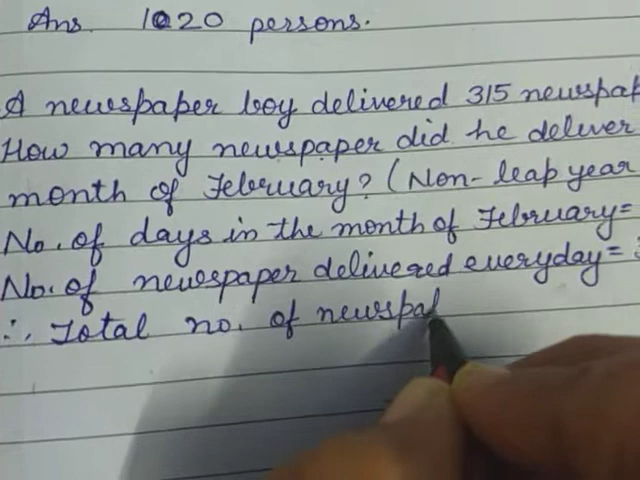 Ans. 1020 persons.
A newspaper boy delivered 315 newspap
How many newspaper did he deliver
month of February? (Non-leap year
No. of days in the month of February=
No. of newspaper delivered everyday=
∴ Total no. of newspap